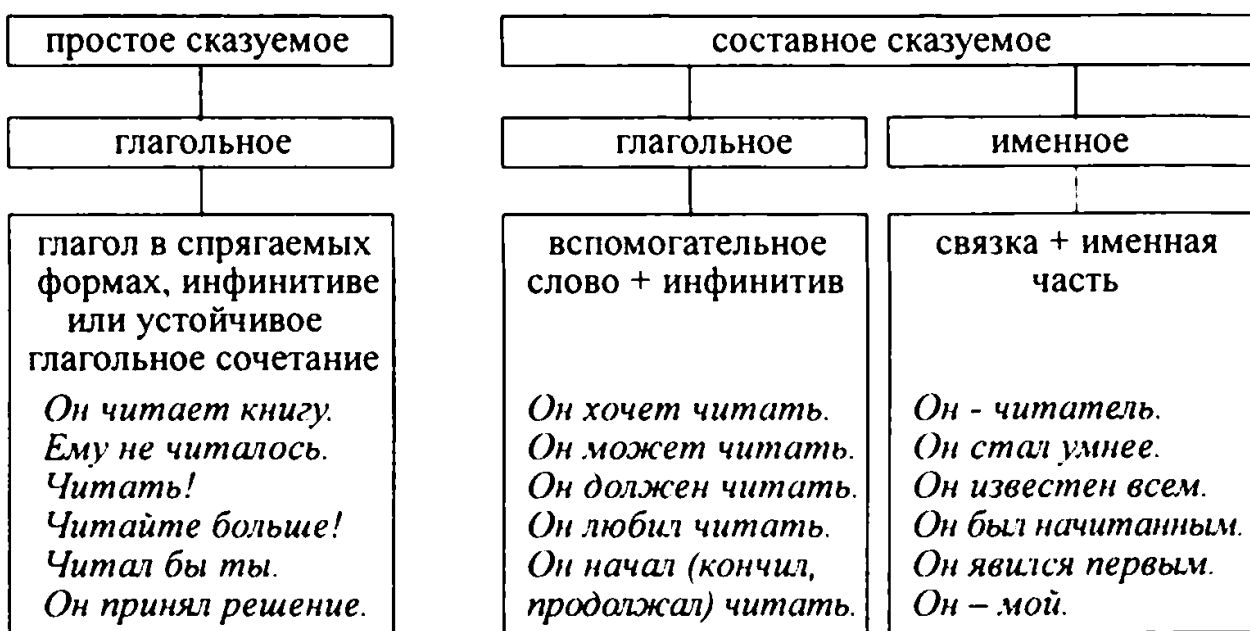 простое сказуемое
составное сказуемое
глагольное
глагольное
именное
глагол в спрягаемых
формах, инфинитиве
или устойчивое
глагольное сочетание
Он читает книгу.
Ему не читалось.
Читать!
Читайте больше!
Читал бы ты.
Он принял решение.
вспомогательное
слово + инфинитив
Он хочет читать.
Он может читать.
Он должен читать.
Он любил читать.
Он начал (кончил,
продолжал) читать.
связка + именная
часть
Он - читатель.
Он стал умнее.
Он известен всем.
Он был начитанным.
Он явился первым.
Он – мой.